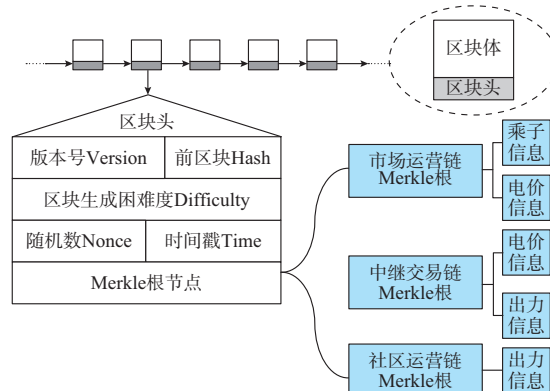 区块体
区块头
区块头
版本号Version
前区块Hash
区块生成困难度Difficulty
随机数Nonce
时间戳Time
Merkle根节点
市场运营链
Merkle根
乘子
信息
电价
信息
中继交易链
Merkle根
电价
信息
出力
信息
社区运营链
Merkle根
出力
信息